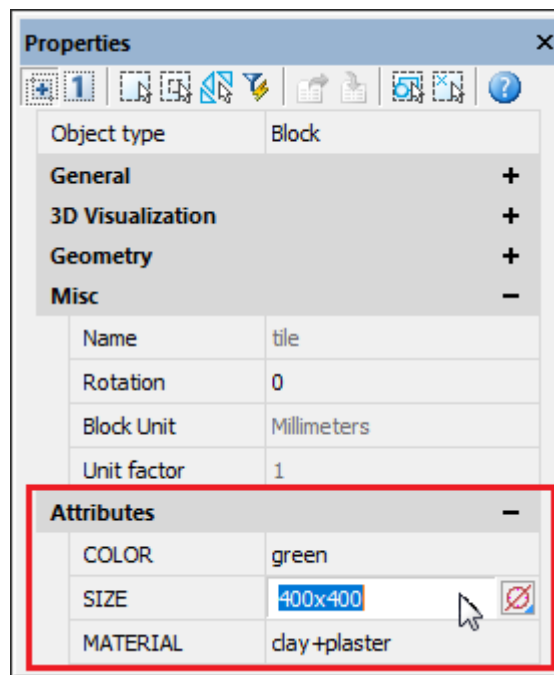 Properties
1
Object type Block
General
3D Visualization
Geometry
Misc
Name tile
Rotation 0
Block Unit Millimeters
Unit factor 1
Attributes
COLOR green
SIZE 400x400
MATERIAL clay+plaster